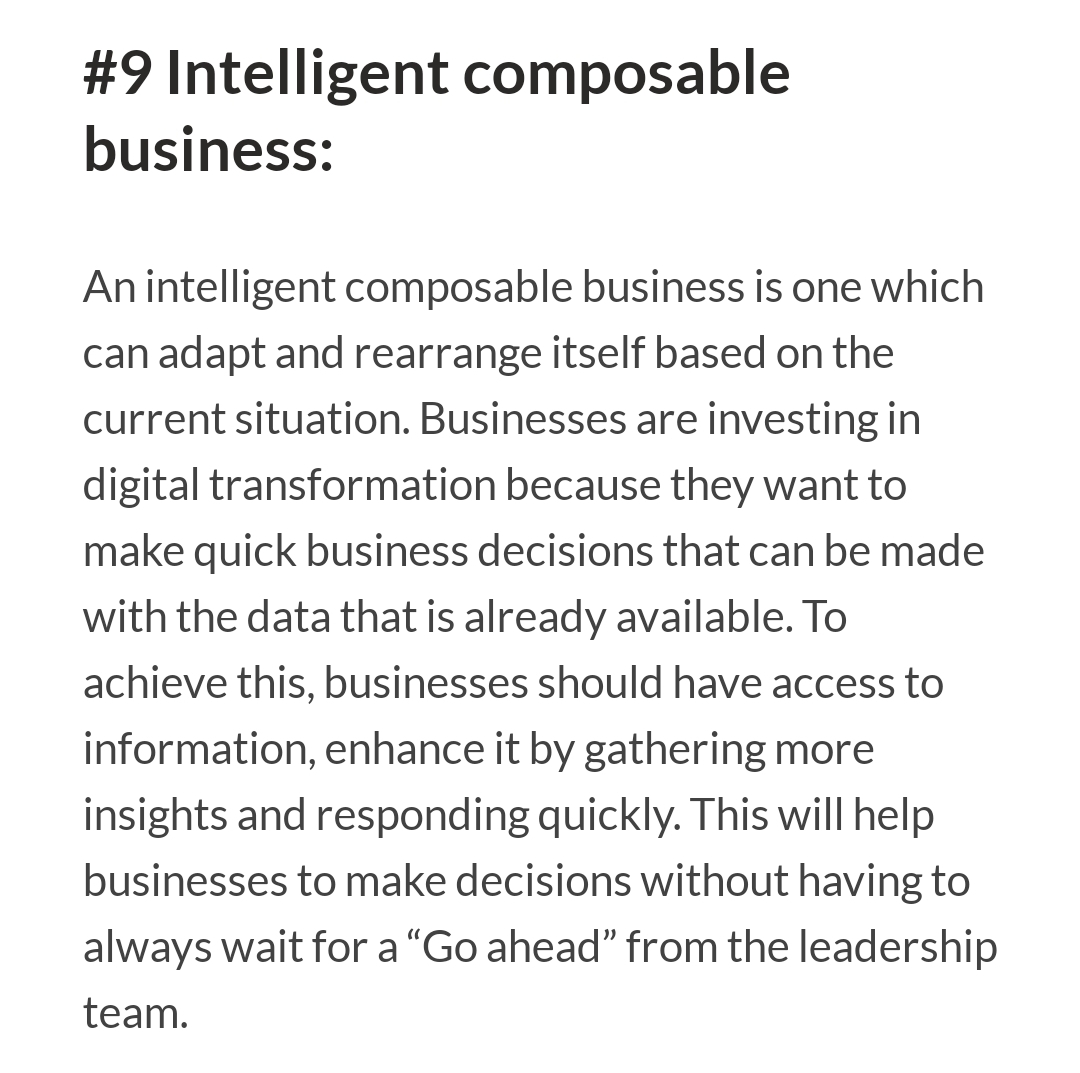 #9 Intelligent composable
business:
An intelligent composable business is one which
can adapt and rearrange itself based on the
current situation. Businesses are investing in
digital transformation because they want to
make quick business decisions that can be made
with the data that is already available. To
achieve this, businesses should have access to
information, enhance it by gathering more
insights and responding quickly. This will help
businesses to make decisions without having to
always wait for a “Go ahead” from the leadership
team.